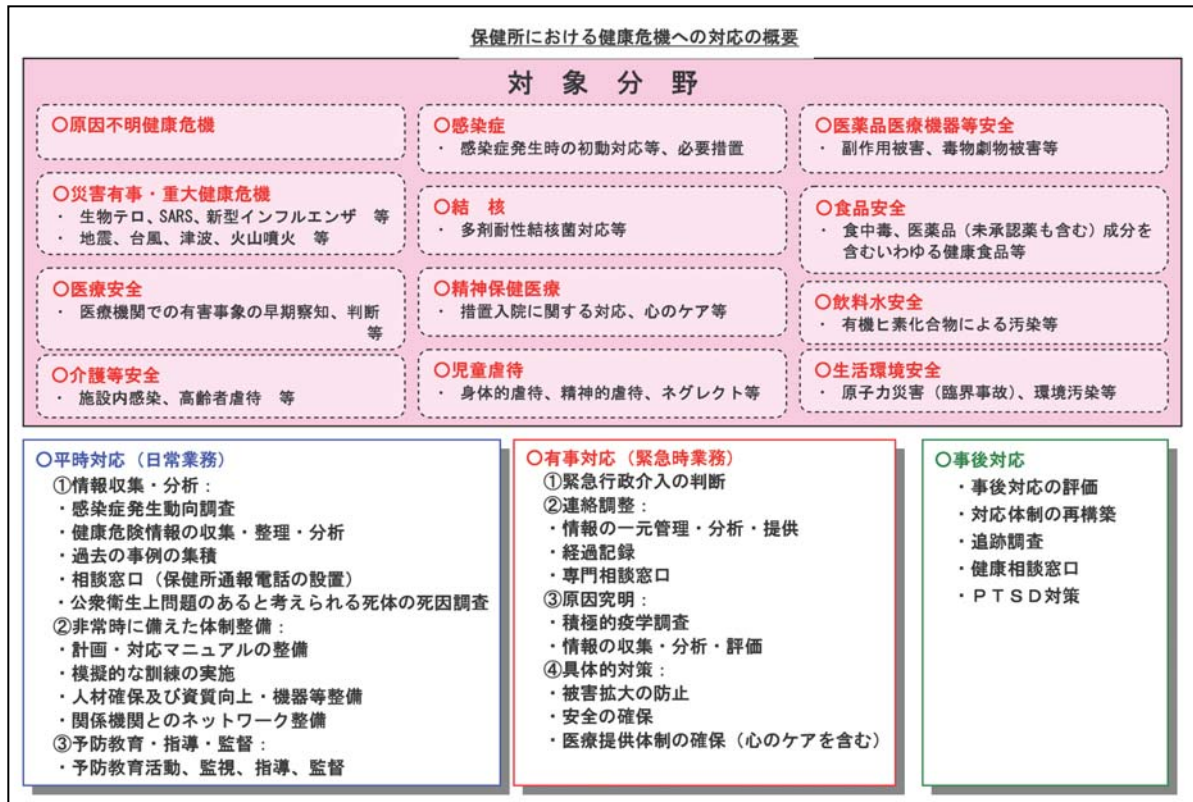 保健所における健康危機への対応の概要
対 象 分 野
〇原因不明健康危機
〇災害有事・重大健康危機
・ 生物テロ、SARS、新型インフルエンザ 等
・ 地震、台風、津波、火山噴火 等
〇医療安全
・ 医療機関での有害事象の早期察知、判断
等
〇介護等安全
・ 施設内感染、高齢者虐待 等
〇感染症
・ 感染症発生時の初動対応等、必要措置
〇結 核
・ 多剤耐性結核菌対応等
〇精神保健医療
・ 措置入院に関する対応、心のケア等
〇児童虐待
・ 身体的虐待、精神的虐待、ネグレクト等
〇医薬品医療機器等安全
・ 副作用被害、毒物劇物被害等
〇食品安全
・ 食中毒、医薬品(未承認薬も含む)成分を
含むいわゆる健康食品等
〇飲料水安全
・ 有機ヒ素化合物による汚染等
〇生活環境安全
・ 原子力災害(臨界事故)、環境汚染等
〇平時対応(日常業務)
①情報収集・分析:
・感染症発生動向調査
・健康危険情報の収集・整理・分析
・過去の事例の集積
・相談窓口(保健所通報電話の設置)
・公衆衛生上問題のあると考えられる死体の死因調査
②非常時に備えた体制整備:
・計画・対応マニュアルの整備
・模擬的な訓練の実施
・人材確保及び資質向上・機器等整備
・関係機関とのネットワーク整備
③予防教育・指導・監督:
・予防教育活動、監視、指導、監督
〇有事対応(緊急時業務)
①緊急行政介入の判断
②連絡調整:
・情報の一元管理・分析・提供
・経過記録
・専門相談窓口
③原因究明:
・積極的疫学調査
・情報の収集・分析・評価
④具体的対策:
・被害拡大の防止
・安全の確保
・医療提供体制の確保(心のケアを含む)
〇事後対応
・事後対応の評価
・対応体制の再構築
・追跡調査
・健康相談窓口
・PTSD対策